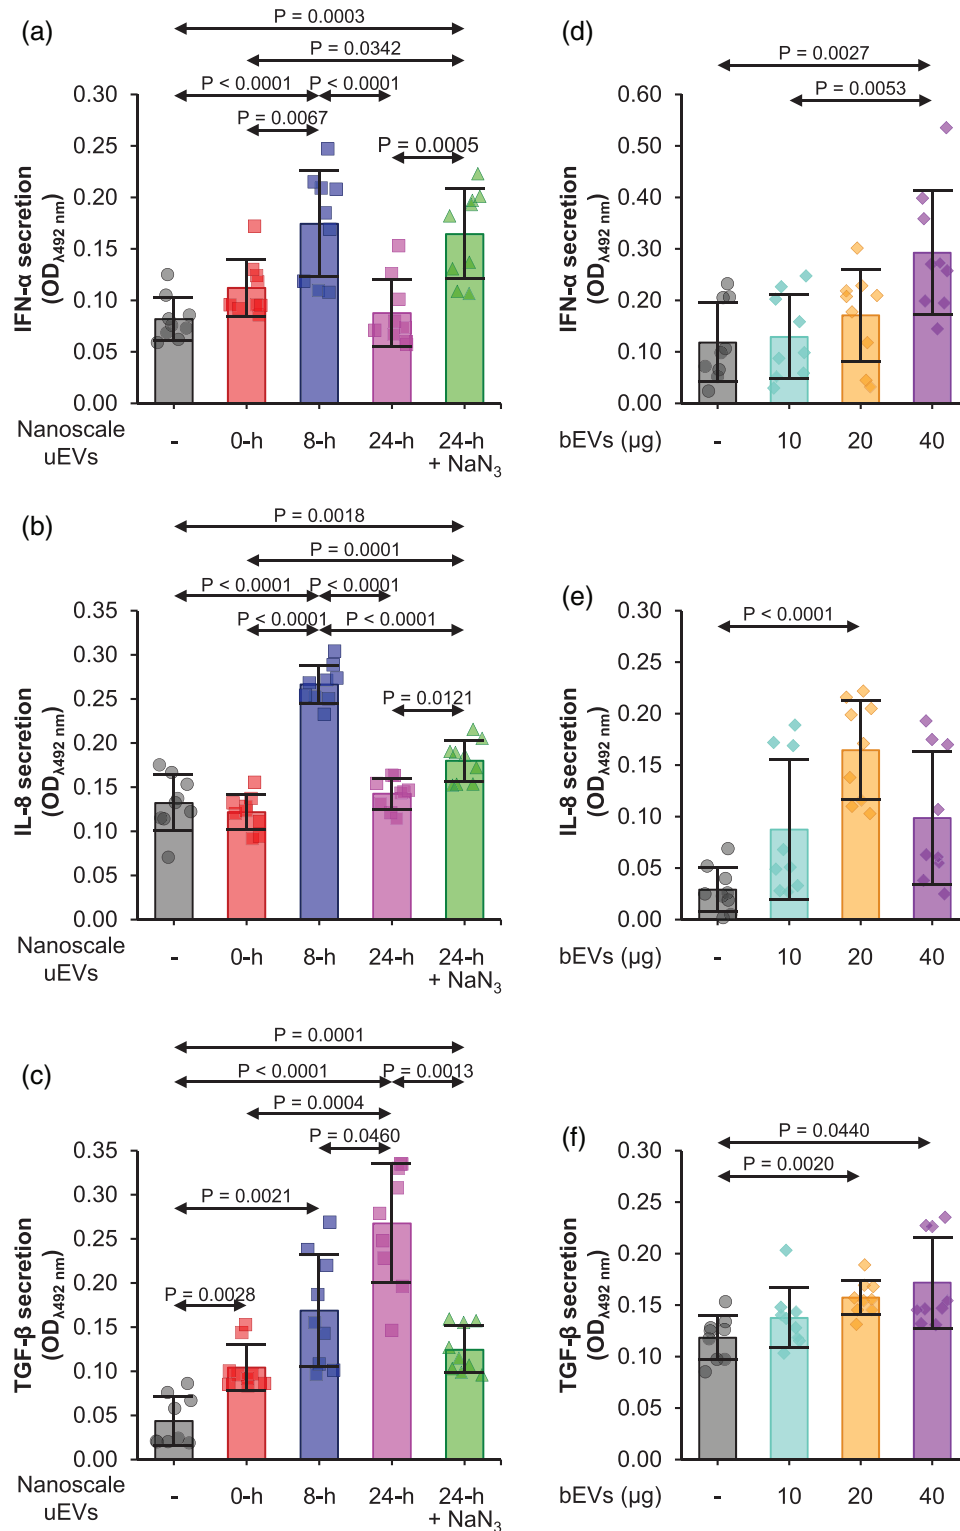 (a)
P = 0.0003
P = 0.0342
P < 0.0001
P < 0.0001
P = 0.0067
P = 0.0005
IFN-α secretion
(ODλ492 nm)
0.30
0.25
0.20
0.15
0.10
0.05
0.00
Nanoscale
uEVs
-
0-h
8-h
24-h
24-h
+ NaN3
(d)
P = 0.0027
P = 0.0053
IFN-α secretion
(ODλ492 nm)
0.60
0.50
0.40
0.30
0.20
0.10
0.00
bEVs (µg)
-
10
20
40
(b)
P = 0.0018
P = 0.0001
P < 0.0001
P < 0.0001
P < 0.0001
P < 0.0001
P = 0.0121
IL-8 secretion
(ODλ492 nm)
0.35
0.30
0.25
0.20
0.15
0.10
0.05
0.00
Nanoscale
uEVs
-
0-h
8-h
24-h
24-h
+ NaN3
(e)
P < 0.0001
IL-8 secretion
(ODλ492 nm)
0.30
0.25
0.20
0.15
0.10
0.05
0.00
bEVs (µg)
-
10
20
40
(c)
P = 0.0001
P < 0.0001
P = 0.0013
P = 0.0004
P = 0.0460
P = 0.0021
P = 0.0028
TGF-β secretion
(ODλ492 nm)
0.35
0.30
0.25
0.20
0.15
0.10
0.05
0.00
Nanoscale
uEVs
-
0-h
8-h
24-h
24-h
+ NaN3
(f)
P = 0.0440
P = 0.0020
TGF-β secretion
(ODλ492 nm)
0.30
0.25
0.20
0.15
0.10
0.05
0.00
bEVs (µg)
-
10
20
40